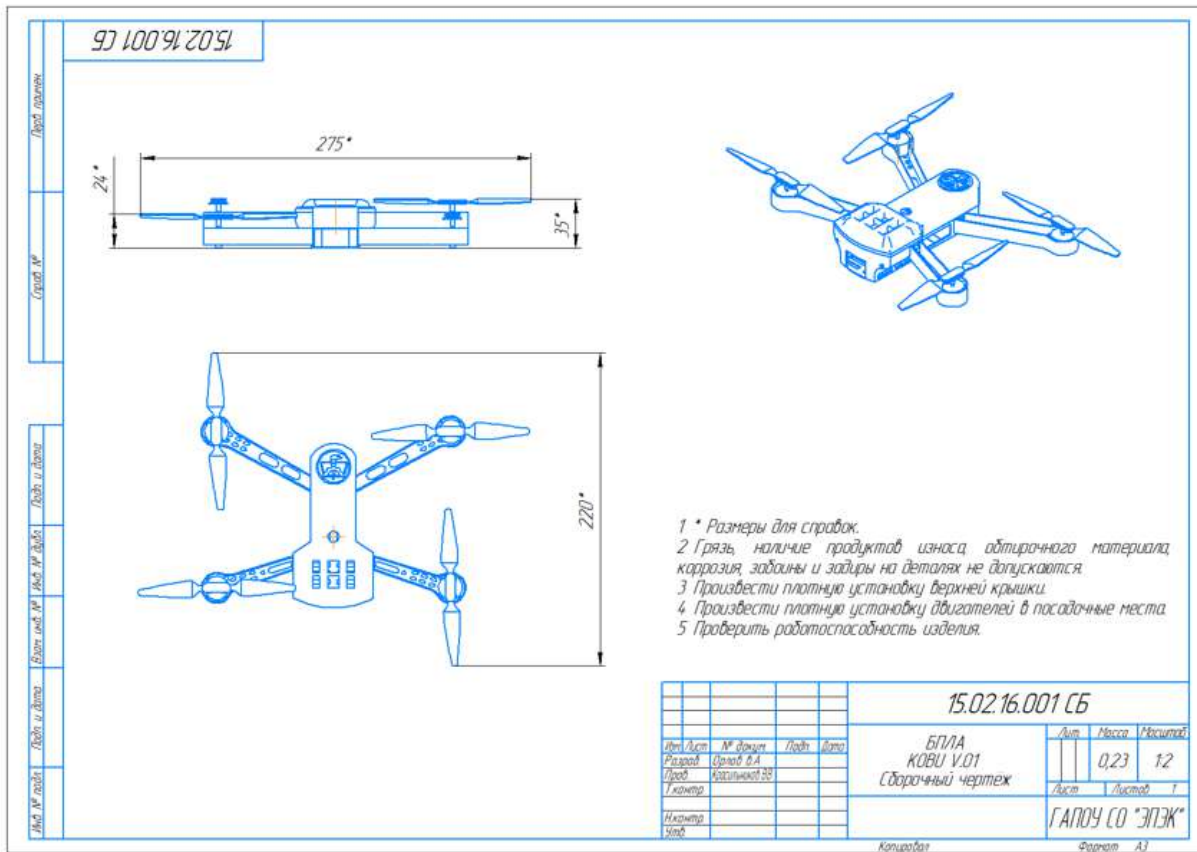 15.02.16.001 СБ
Перв. примен.
Справ. №
Подп. и дата
Инв. № дубл.
Взам. инв. №
Подп. и дата
Инв. № подл.
275*
24*
35*
220*
1 * Размеры для справок.
2 Грязь, наличие продуктов износа, обтирочного материала,
коррозия, забоины и задиры на деталях не допускаются.
3 Произвести плотную установку верхней крышки.
4 Произвести плотную установку двигателей в посадочные места.
5 Проверить работоспособность изделия.
15.02.16.001 СБ
Изм. Лист № докум. Подп. Дата
Разраб. Орлов В.А.
Пров. Красильников В.В.
Т.контр.
Н.контр.
Утв.
БПЛА
KOBU V.01
Сборочный чертёж
Лит. Масса Масштаб
0,23 1:2
Лист Листов 1
ГАПОУ СО "ЭПЭК"
Копировал Формат А3